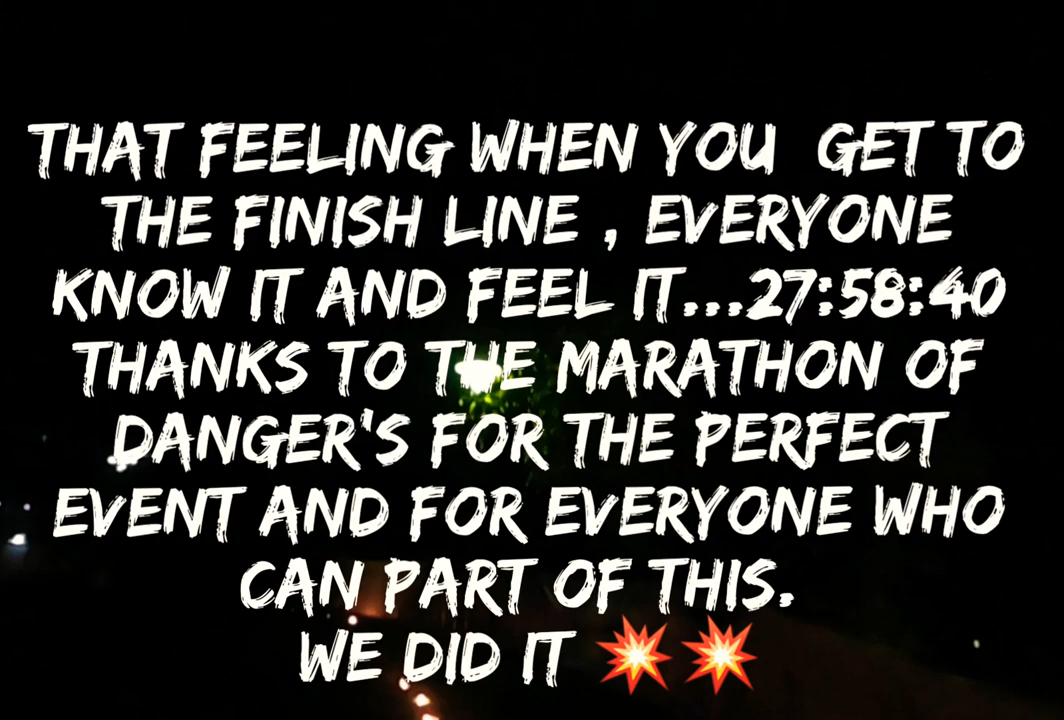 THAT FEELING WHEN YOU  GET TO
THE FINISH LINE , EVERYONE
KNOW IT AND FEEL IT...27:58:40
THANKS TO THE MARATHON OF
DANGER'S FOR THE PERFECT
EVENT AND FOR EVERYONE WHO
CAN PART OF THIS.
WE DID IT 💥💥